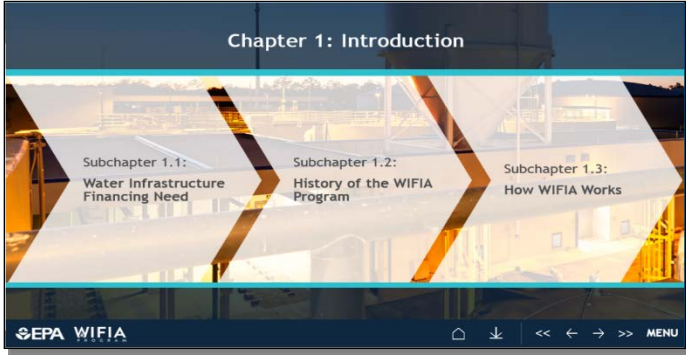 Chapter 1: Introduction
Subchapter 1.1:
Water Infrastructure
Financing Need
Subchapter 1.2:
History of the WIFIA
Program
Subchapter 1.3:
How WIFIA Works
EPA WIFIA
PROGRAM
<< ← → >> MENU